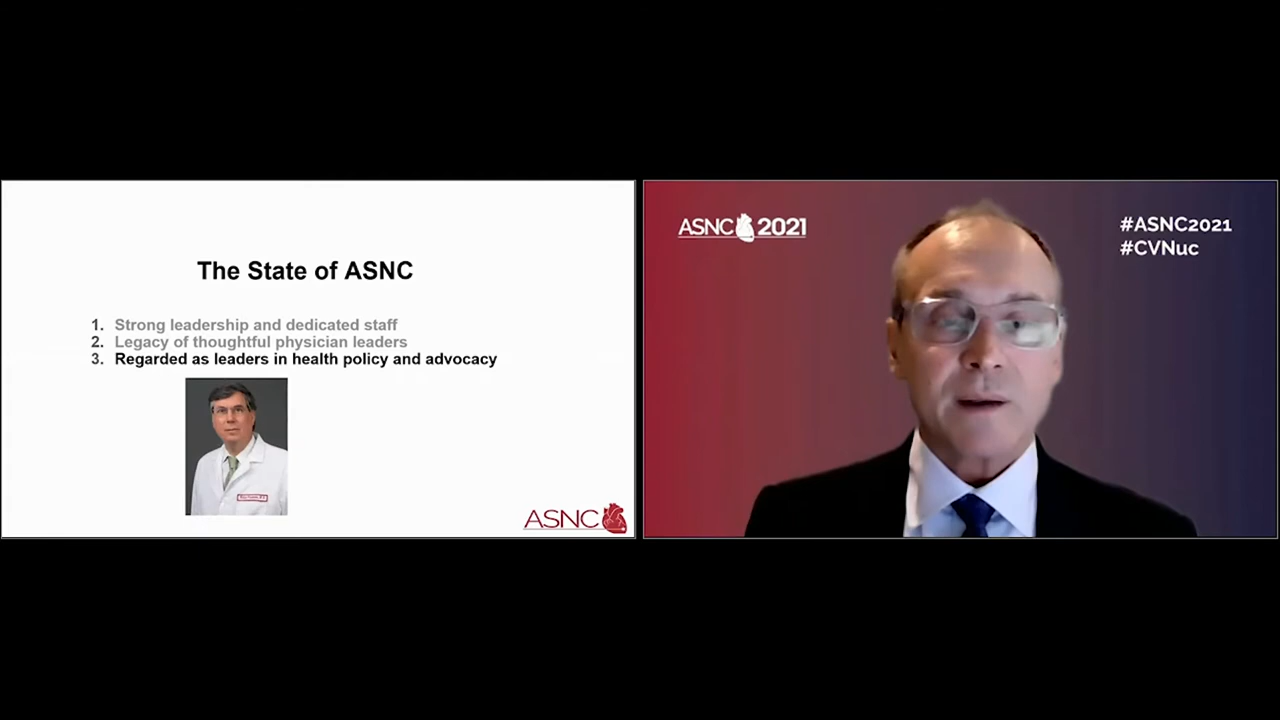 The State of ASNC
1. Strong leadership and dedicated staff
2. Legacy of thoughtful physician leaders
3. Regarded as leaders in health policy and advocacy
ASNC
ASNC 2021
#ASNC2021
#CVNuc